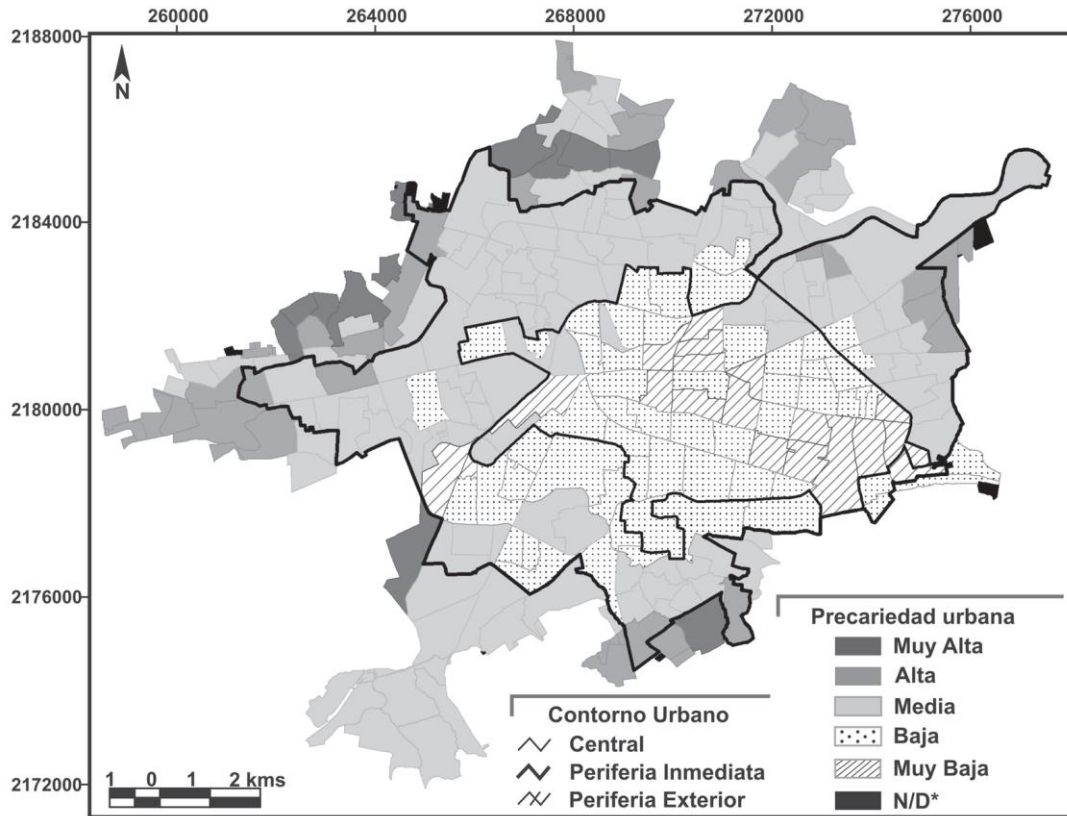 260000 264000 268000 272000 276000
2188000
N
2184000
2180000
2176000
2172000
Precariedad urbana
Muy Alta
Alta
Media
Baja
Muy Baja
N/D*
Contorno Urbano
Central
Periferia Inmediata
Periferia Exterior
1 0 1 2 kms